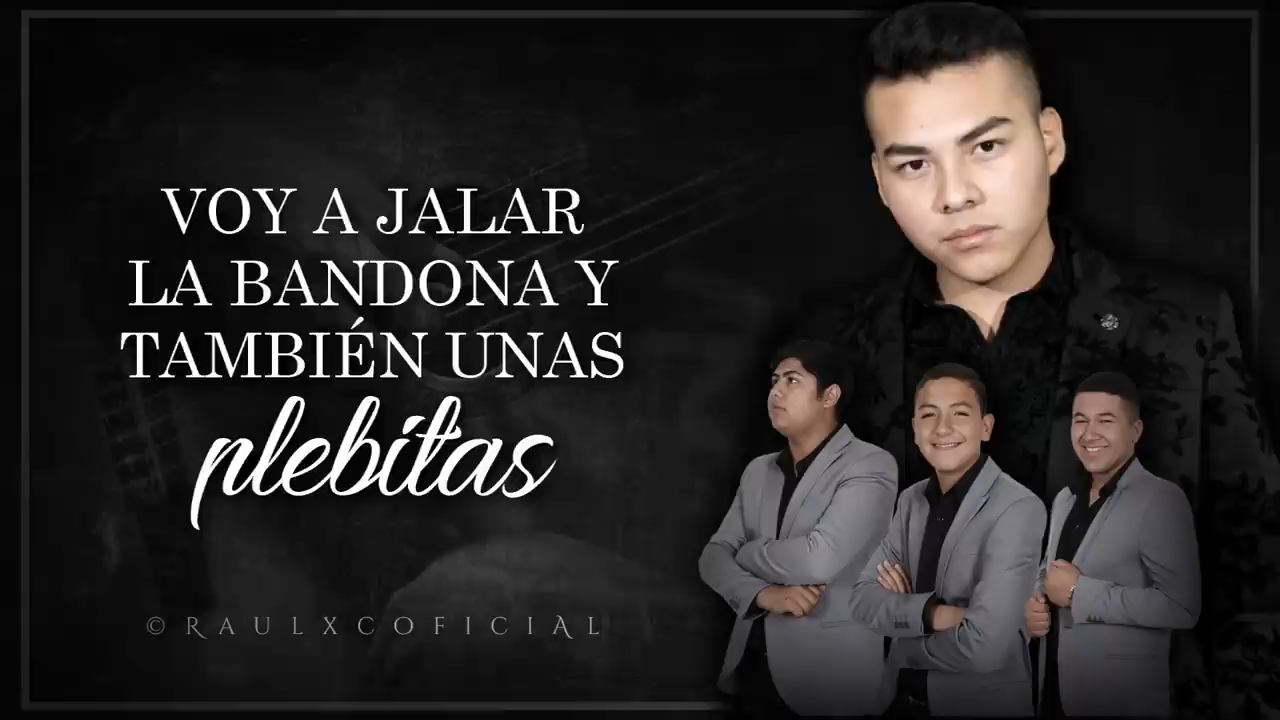 VOY A JALAR
LA BANDONA Y
TAMBIÉN UNAS
plebitas
© RAULXCOFICIAL